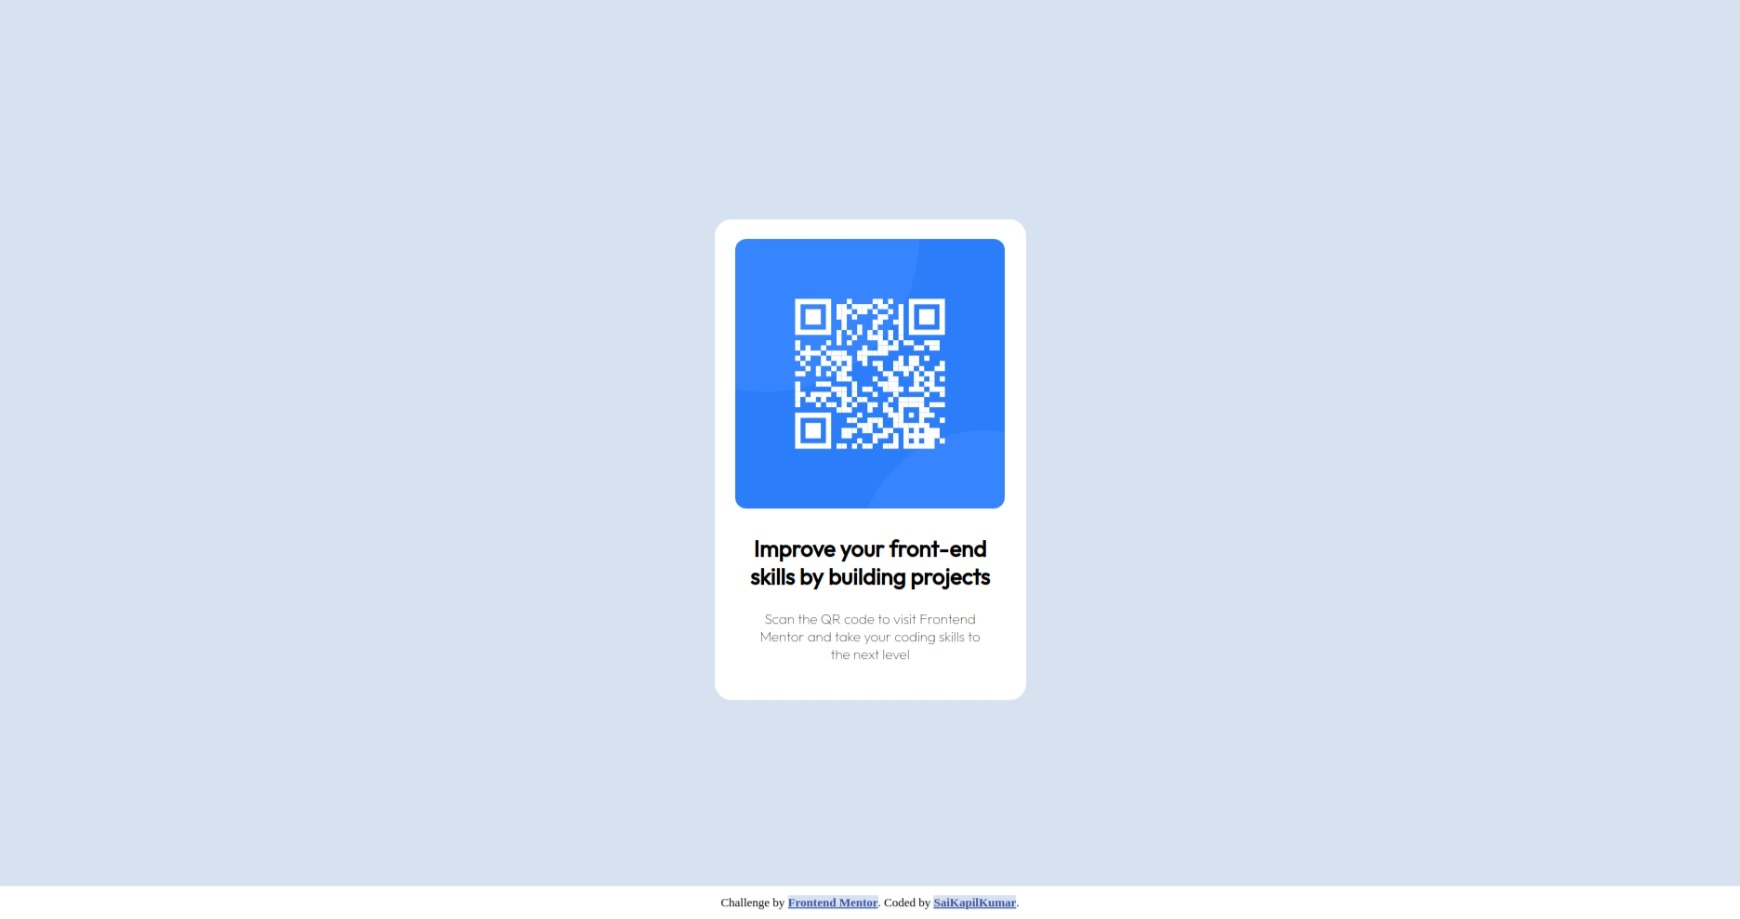 Improve your front-end
skills by building projects
Scan the QR code to visit Frontend
Mentor and take your coding skills to
the next level
Challenge by Frontend Mentor. Coded by SaiKapilKumar.